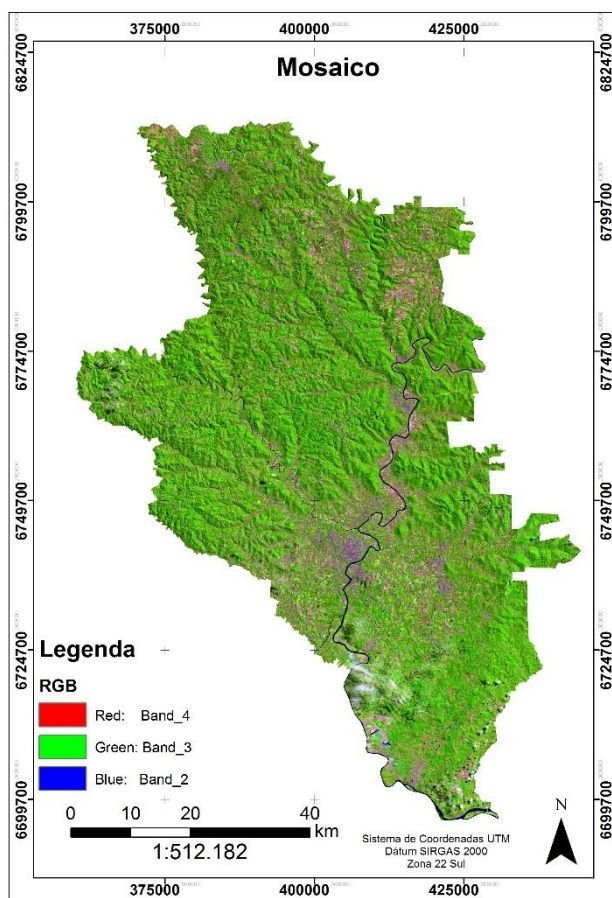 375000 400000 425000
Mosaico
6824700 6824700
6799700 6799700
6774700 6774700
6749700 6749700
6724700 6724700
6699700 6699700
Legenda
RGB
Red: Band_4
Green: Band_3
Blue: Band_2
0 10 20 40
km
1:512.182
Sistema de Coordenadas UTM
Dátum SIRGAS 2000
Zona 22 Sul
N
375000 400000 425000